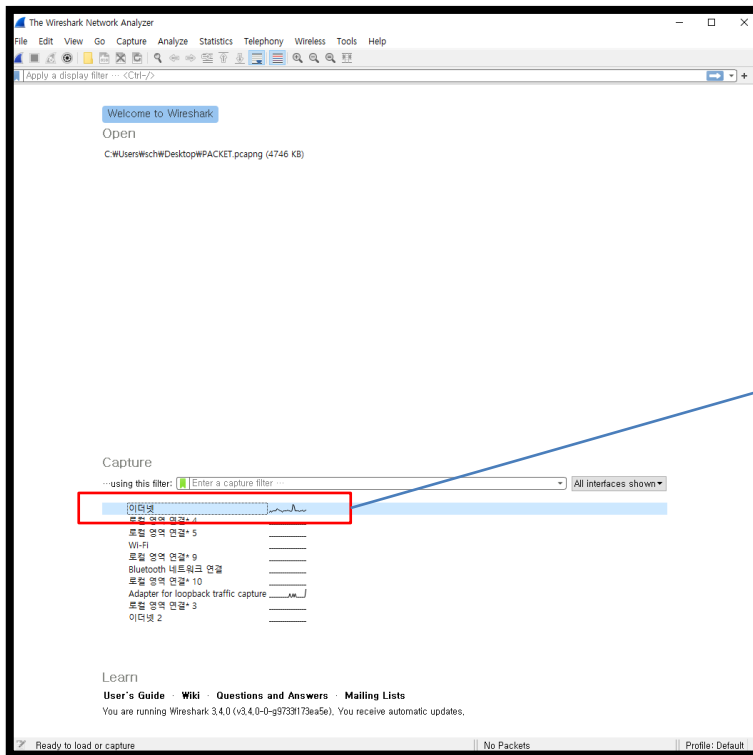 The Wireshark Network Analyzer
File Edit View Go Capture Analyze Statistics Telephony Wireless Tools Help
Apply a display filter ··· <Ctrl-/>
Welcome to Wireshark
Open
C:₩Users₩sch₩Desktop₩PACKET.pcapng (4746 KB)
Capture
···using this filter: Enter a capture filter ··· All interfaces shown
이더넷
로컬 영역 연결* 4
로컬 영역 연결* 5
Wi-Fi
로컬 영역 연결* 9
Bluetooth 네트워크 연결
로컬 영역 연결* 10
Adapter for loopback traffic capture
로컬 영역 연결* 3
이더넷 2
Learn
User's Guide · Wiki · Questions and Answers · Mailing Lists
You are running Wireshark 3.4.0 (v3.4.0-0-g9733f173ea5e). You receive automatic updates.
Ready to load or capture No Packets Profile: Default